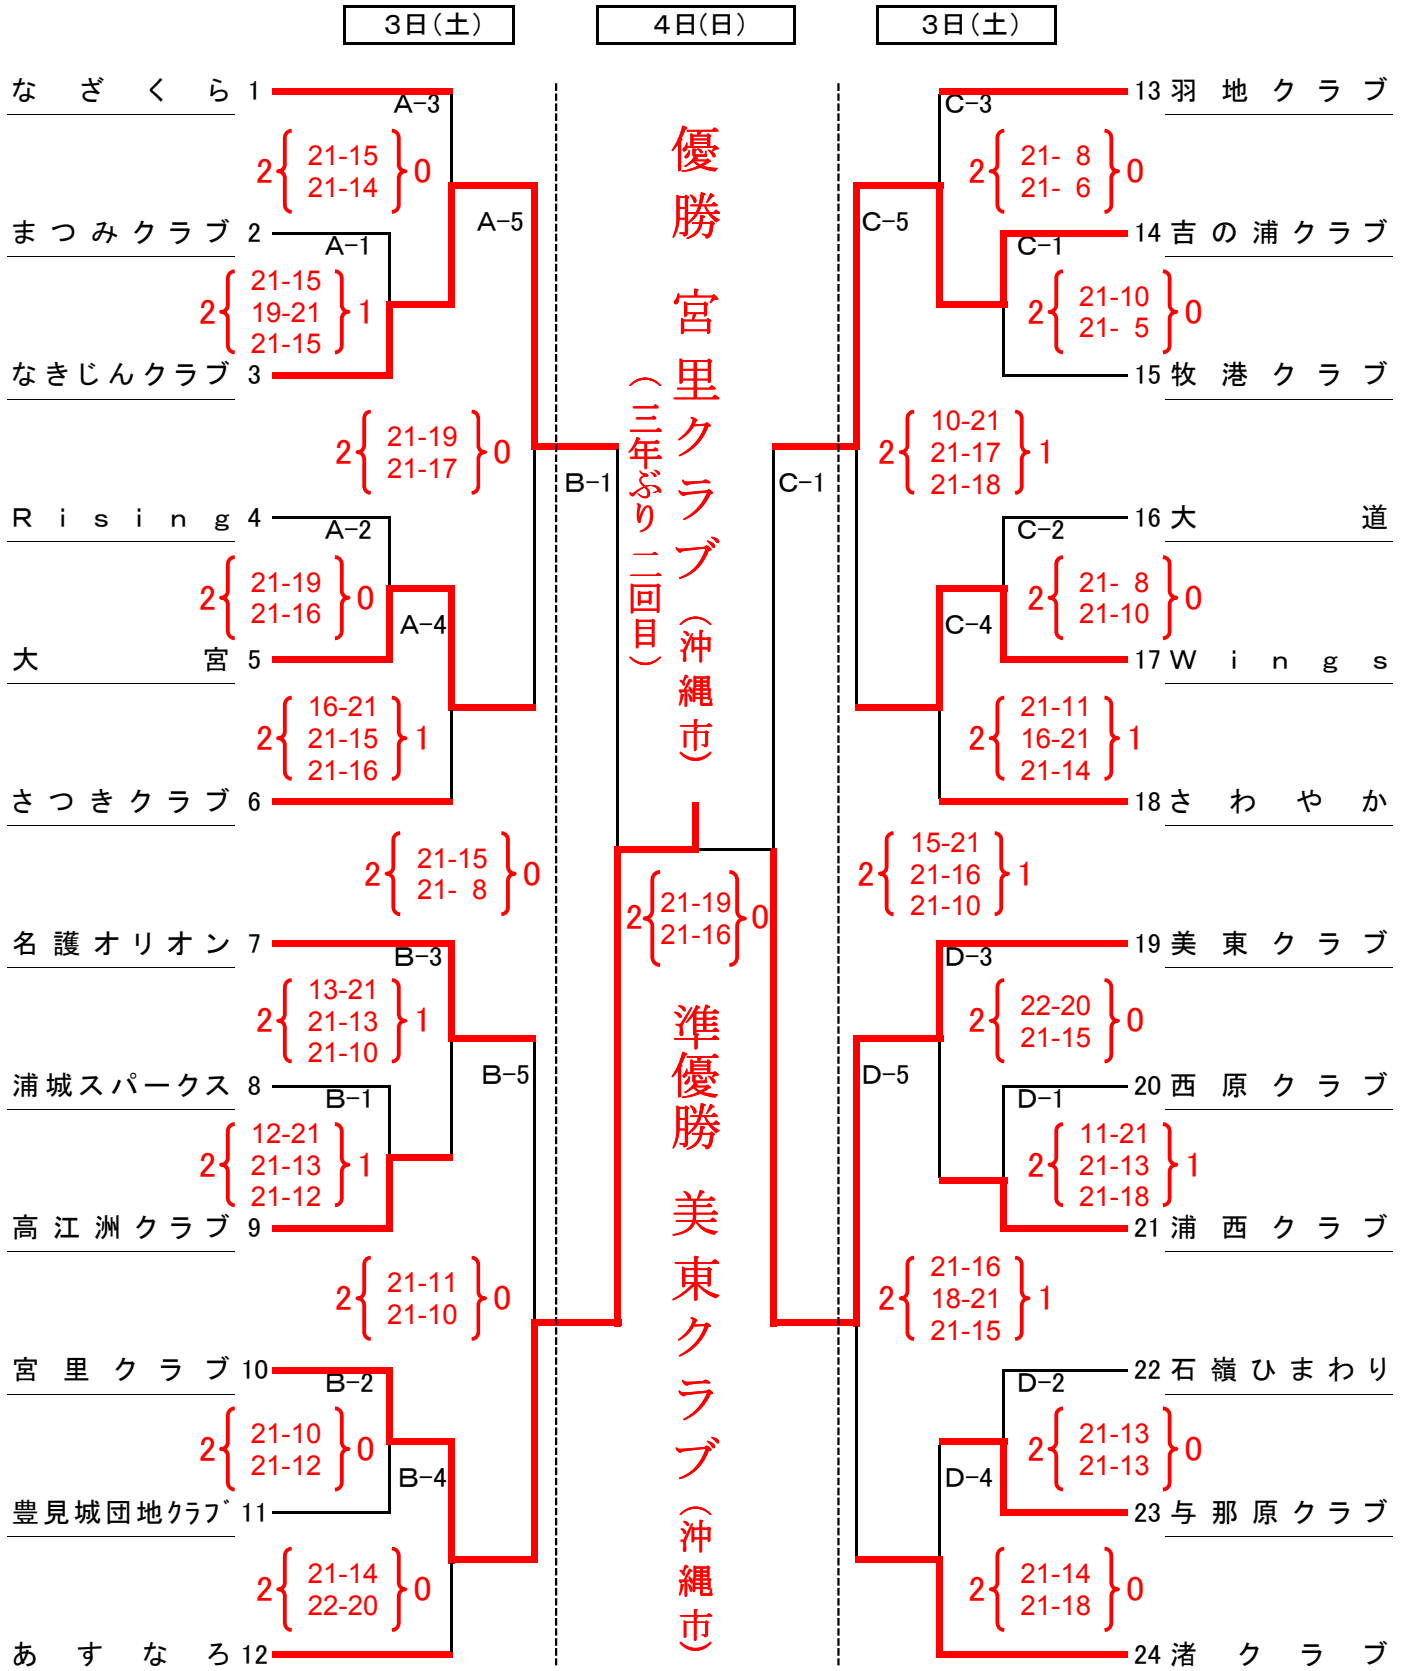 3日(土)
4日(日)
3日(土)
なざくら 1
A-3
2 21-15 0
21-14
まつみクラブ 2
A-1
A-5
2 21-15 1
19-21
21-15
なきじんクラブ 3
2 21-19 0
21-17
B-1
Rising 4
A-2
2 21-19 0
21-16
A-4
大宮 5
2 16-21 1
21-15
21-16
さつきクラブ 6
2 21-15 0
21- 8
名護オリオン 7
B-3
2 13-21 1
21-13
21-10
浦城スパークス 8
B-1
B-5
2 12-21 1
21-13
21-12
高江洲クラブ 9
2 21-11 0
21-10
宮里クラブ 10
B-2
2 21-10 0
21-12
B-4
豊見城団地クラブ 11
2 21-14 0
22-20
あすなろ 12
優勝 宮里クラブ(沖縄市)
(三年ぶり二回目)
2 21-19 0
21-16
準優勝 美東クラブ(沖縄市)
13 羽地クラブ
C-3
2 21- 8 0
21- 6
14 吉の浦クラブ
C-1
C-5
2 21-10 0
21- 5
15 牧港クラブ
2 10-21 1
21-17
21-18
C-1
16 大道
C-2
2 21- 8 0
21-10
C-4
17 Wings
2 21-11 1
16-21
21-14
18 さわやか
2 15-21 1
21-16
21-10
19 美東クラブ
D-3
2 22-20 0
21-15
20 西原クラブ
D-1
D-5
2 11-21 1
21-13
21-18
21 浦西クラブ
2 21-16 1
18-21
21-15
22 石嶺ひまわり
D-2
2 21-13 0
21-13
D-4
23 与那原クラブ
2 21-14 0
21-18
24 渚クラブ